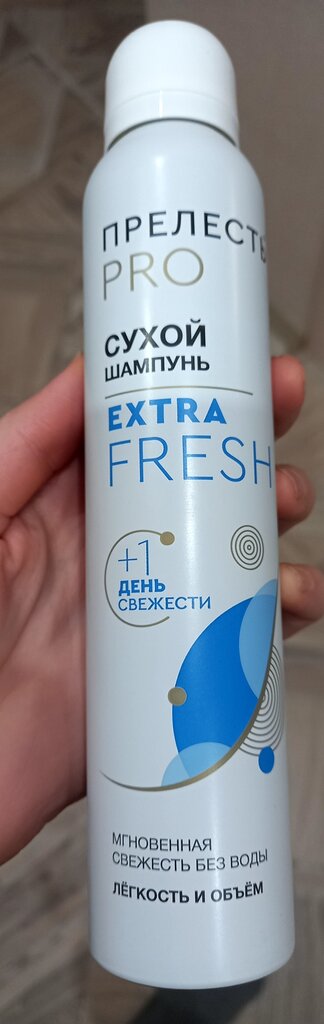 ПРЕЛЕСТЬ
PRO
СУХОЙ
ШАМПУНЬ
EXTRA
FRESH
+1
ДЕНЬ
СВЕЖЕСТИ
МГНОВЕННАЯ
СВЕЖЕСТЬ БЕЗ ВОДЫ
ЛЁГКОСТЬ И ОБЪЁМ